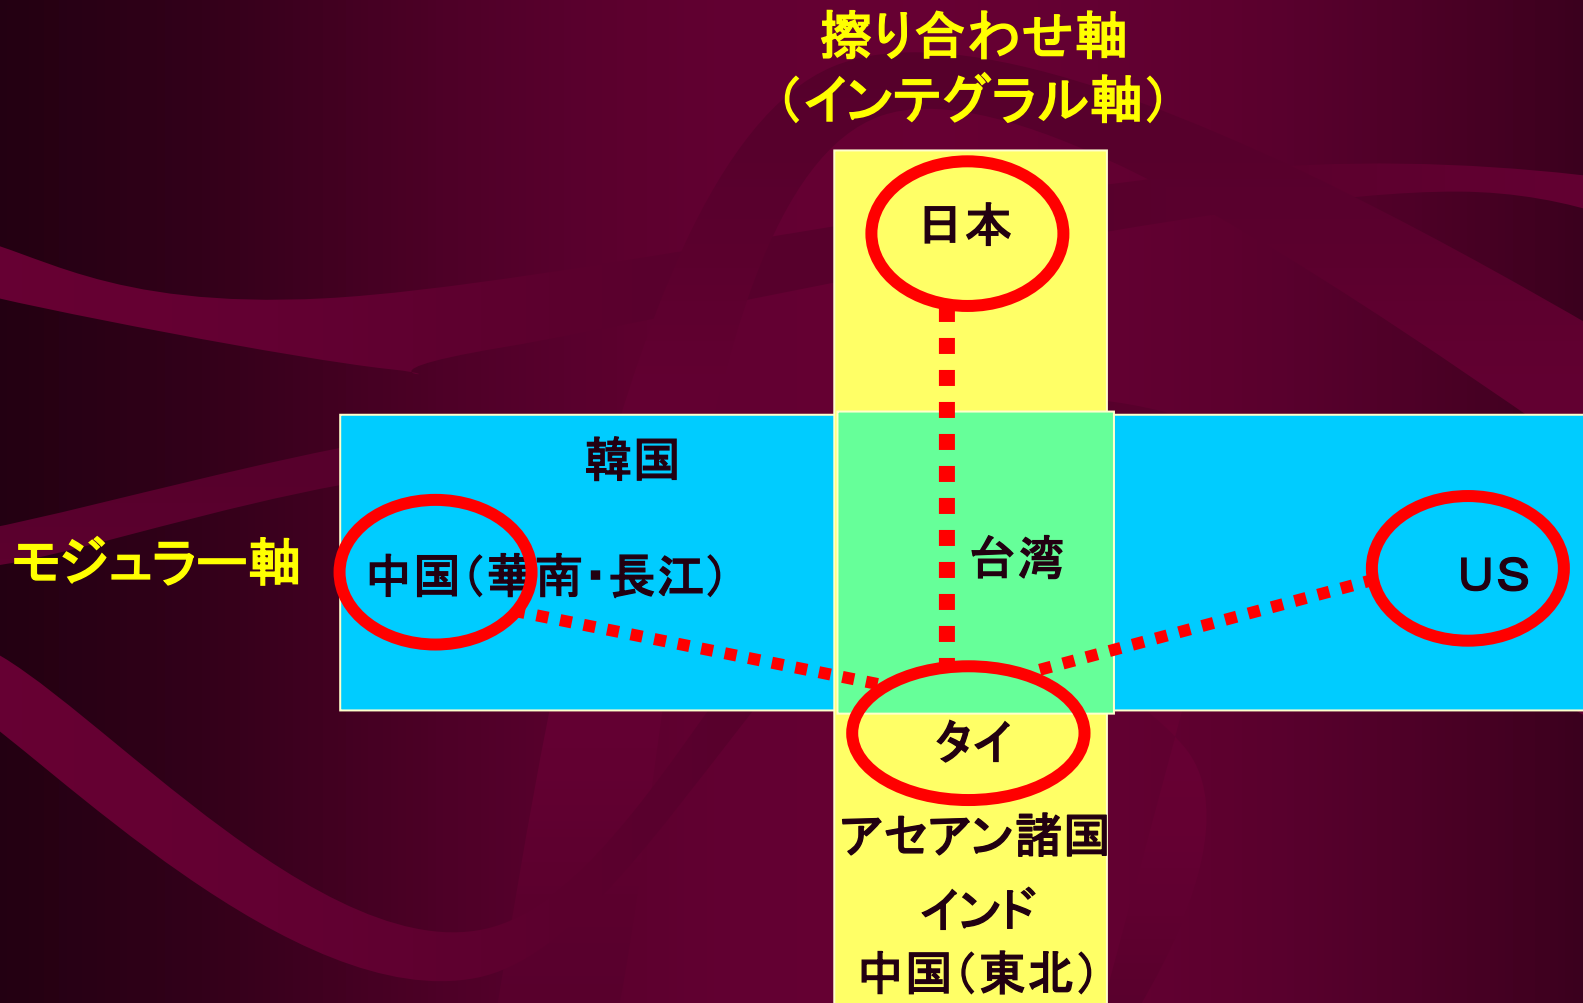 擦り合わせ軸
（インテグラル軸）
日本
韓国
モジュラー軸
中国（華南・長江）
台湾
US
タイ
アセアン諸国
インド
中国（東北）